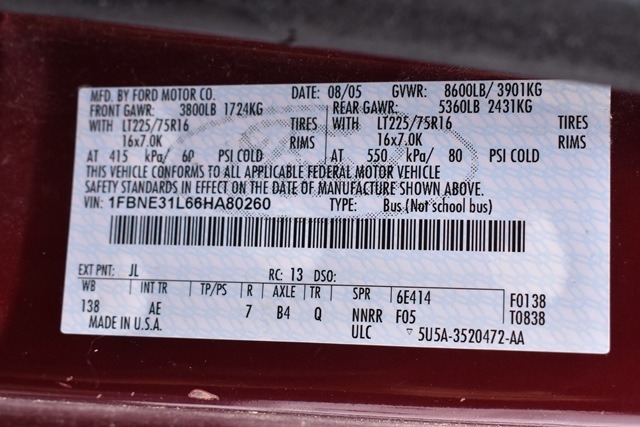 MFD. BY FORD MOTOR CO. DATE: 08/05 GVWR: 8600LB/ 3901KG
FRONT GAWR: 3800LB 1724KG REAR GAWR: 5360LB 2431KG
WITH LT225/75R16 TIRES WITH LT225/75R16 TIRES
16x7.0K RIMS 16x7.0K RIMS
AT 415 kPa/ 60 PSI COLD AT 550 kPa/ 80 PSI COLD
THIS VEHICLE CONFORMS TO ALL APPLICABLE FEDERAL MOTOR VEHICLE
SAFETY STANDARDS IN EFFECT ON THE DATE OF MANUFACTURE SHOWN ABOVE.
VIN: 1FBNE31L66HA80260 TYPE: Bus (Not school bus)
EXT PNT: JL RC: 13 DSO:
WB INT TR TP/PS R AXLE TR SPR 6E414 F0138
138 AE 7 B4 Q NNRR F05 T0838
MADE IN U.S.A. ULC 5U5A-3520472-AA